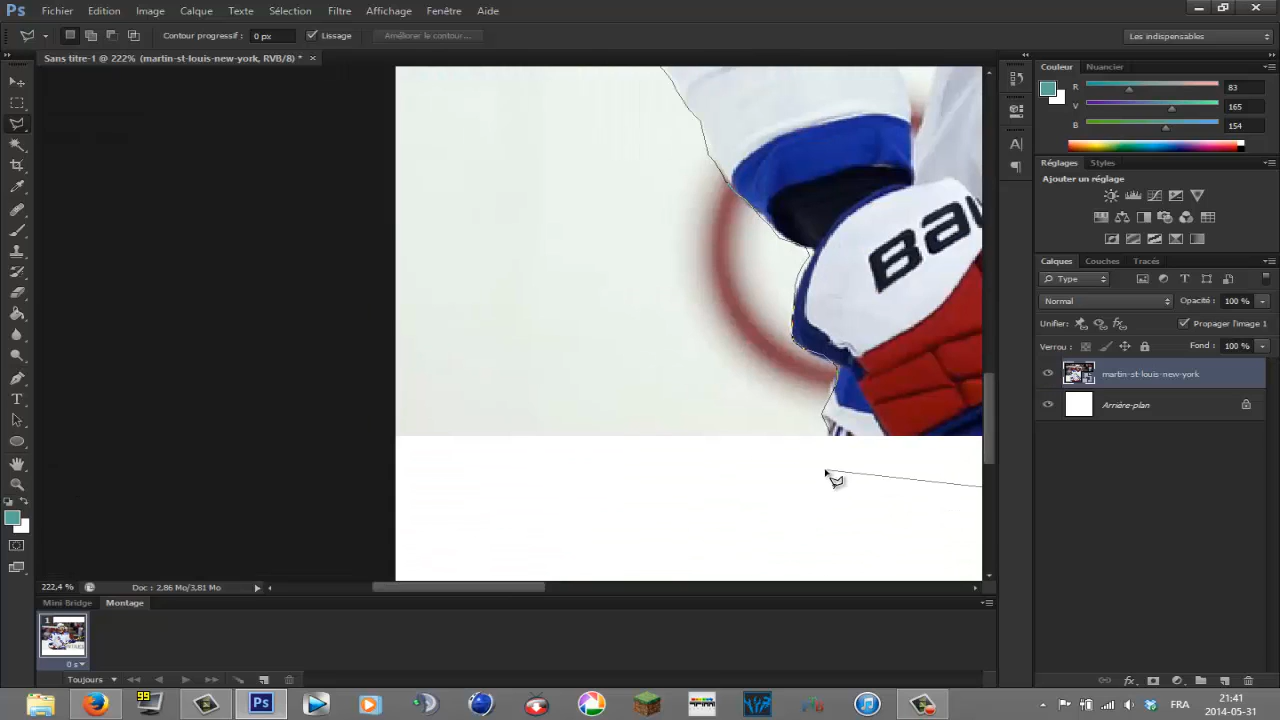 Ps Fichier Edition Image Calque Texte Sélection Filtre Affichage Fenêtre Aide
Contour progressif : 0 px Lissage Améliorer le contour... Les indispensables
Sans titre-1 @ 222% (martin-st-louis-new-york, RVB/8) *
Couleur Nuancier
R 83
V 165
B 154
Réglages Styles
Ajouter un réglage
Calques Couches Tracés
Type
Normal Opacité : 100 %
Unifier : Propager l'image 1
Verrou : Fond : 100 %
martin-st-louis-new-york
Arrière-plan
222,4 % Doc : 2,86 Mo/3,81 Mo
Mini Bridge Montage
1
0 s
Toujours
99
Ps
FRA
21:41
2014-05-31